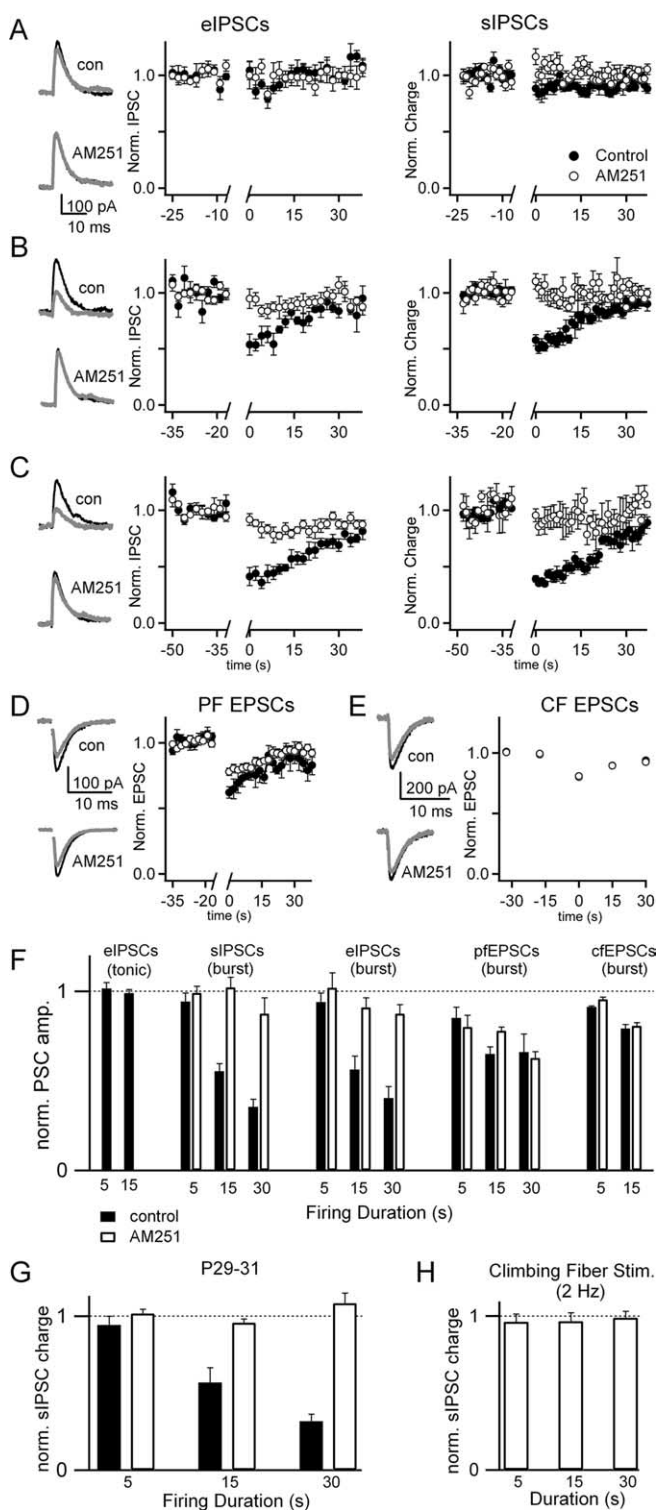 A
eIPSCs
sIPSCs
con
AM251
100 pA
10 ms
Norm. IPSC
1.0
0.0
-25 -10 0 15 30
Norm. Charge
1.0
0.0
Control
AM251
-25 -10 0 15 30
B
con
AM251
Norm. IPSC
1.0
0.0
-35 -20 0 15 30
Norm. Charge
1.0
0.0
-35 -20 0 15 30
C
con
AM251
Norm. IPSC
1.0
0.0
-50 -35 0 15 30
time (s)
Norm. Charge
1.0
0.0
-50 -35 0 15 30
time (s)
D
PF EPSCs
con
100 pA
10 ms
AM251
Norm. EPSC
1.0
0.0
-35 -20 0 15 30
time (s)
E
CF EPSCs
con
200 pA
10 ms
AM251
Norm. EPSC
1.0
0.0
-30 -15 0 15 30
time (s)
F
eIPSCs
(tonic)
sIPSCs
(burst)
eIPSCs
(burst)
pfEPSCs
(burst)
cfEPSCs
(burst)
norm. PSC amp.
1
0
5 15 5 15 30 5 15 30 5 15 30 5 15
Firing Duration (s)
control
AM251
G
P29-31
norm. sIPSC charge
1
0
5 15 30
Firing Duration (s)
H
Climbing Fiber Stim.
(2 Hz)
norm. sIPSC charge
1
0
5 15 30
Duration (s)